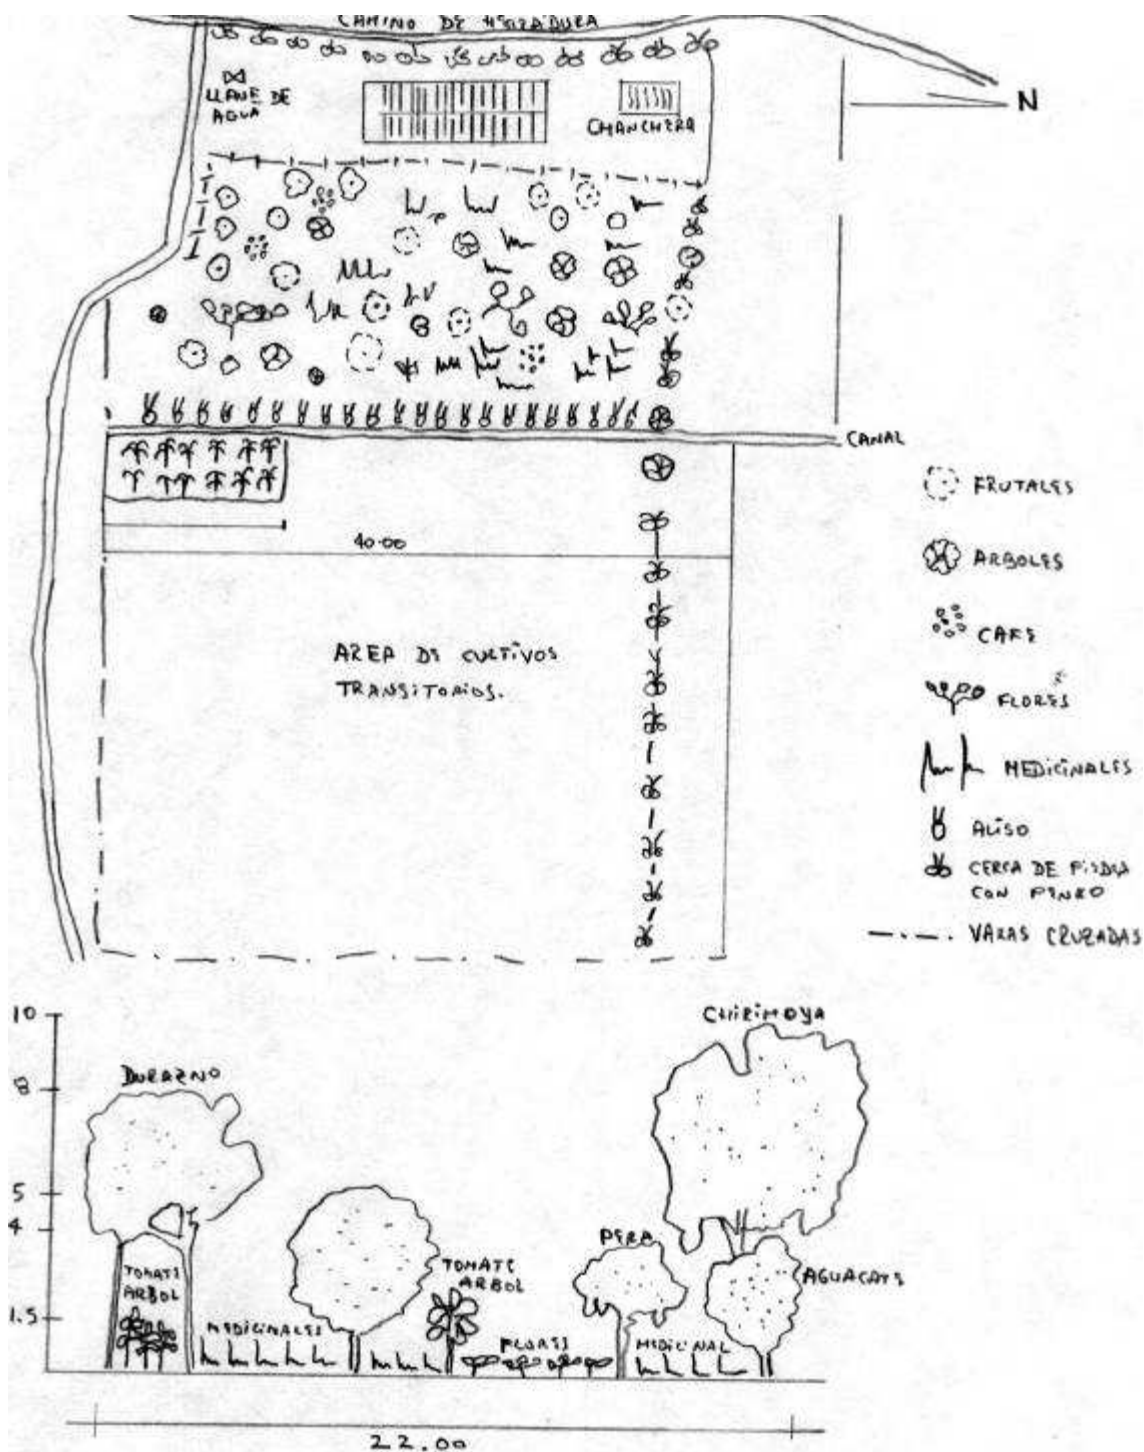 CAMINO DE HERRADURA
LLAVE DE
AGUA
CHANCHERA
N
CANAL
40.00
AREA DE CULTIVOS
TRANSITORIOS.
FRUTALES
ARBOLES
CAFE
FLORES
MEDICINALES
ALISO
CERCA DE PIEDRA
CON PENKO
VARAS CRUZADAS
10
8
5
4
1.5
DURAZNO
CHIRIMOYA
TOMATE
ARBOL
MEDICINALES
TOMATE
ARBOL
FLORES
PERA
MEDICINAL
AGUACATE
22.00